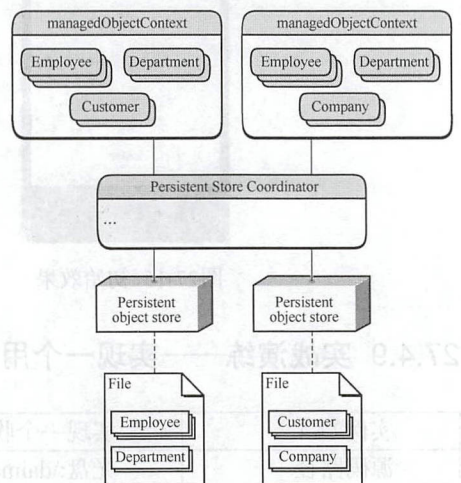 managedObjectContext
managedObjectContext
Employee
Department
Employee
Department
Customer
Company
Persistent Store Coordinator
...
Persistent
object store
Persistent
object store
File
File
Employee
Customer
Department
Company